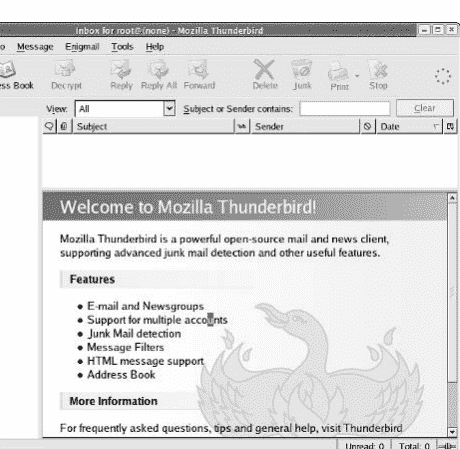 Inbox for root@(none) - Mozilla Thunderbird
o Message Enigmail Tools Help
ess Book Decrypt Reply Reply All Forward Delete Junk Print Stop
View: All Subject or Sender contains: Clear
Subject Sender Date
Welcome to Mozilla Thunderbird!
Mozilla Thunderbird is a powerful open-source mail and news client,
supporting advanced junk mail detection and other useful features.
Features
• E-mail and Newsgroups
• Support for multiple accounts
• Junk Mail detection
• Message Filters
• HTML message support
• Address Book
More Information
For frequently asked questions, tips and general help, visit Thunderbird
Unread: 0 Total: 0